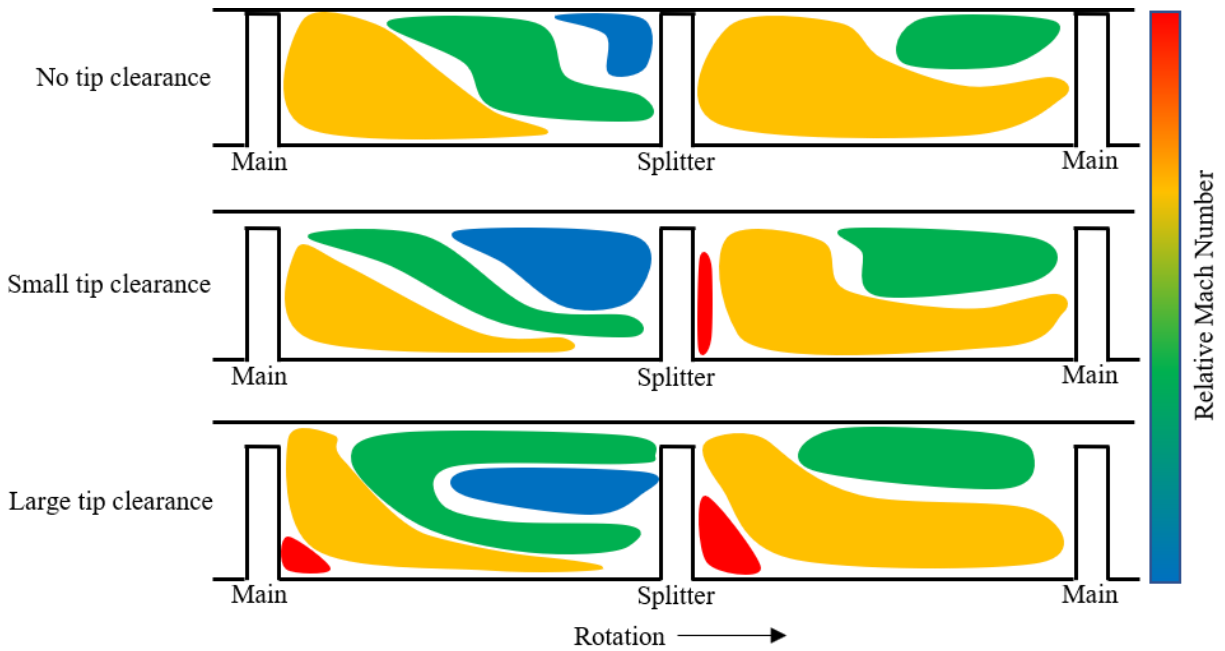 No tip clearance
Main
Splitter
Main
Small tip clearance
Main
Splitter
Main
Large tip clearance
Main
Splitter
Main
Rotation
Relative Mach Number